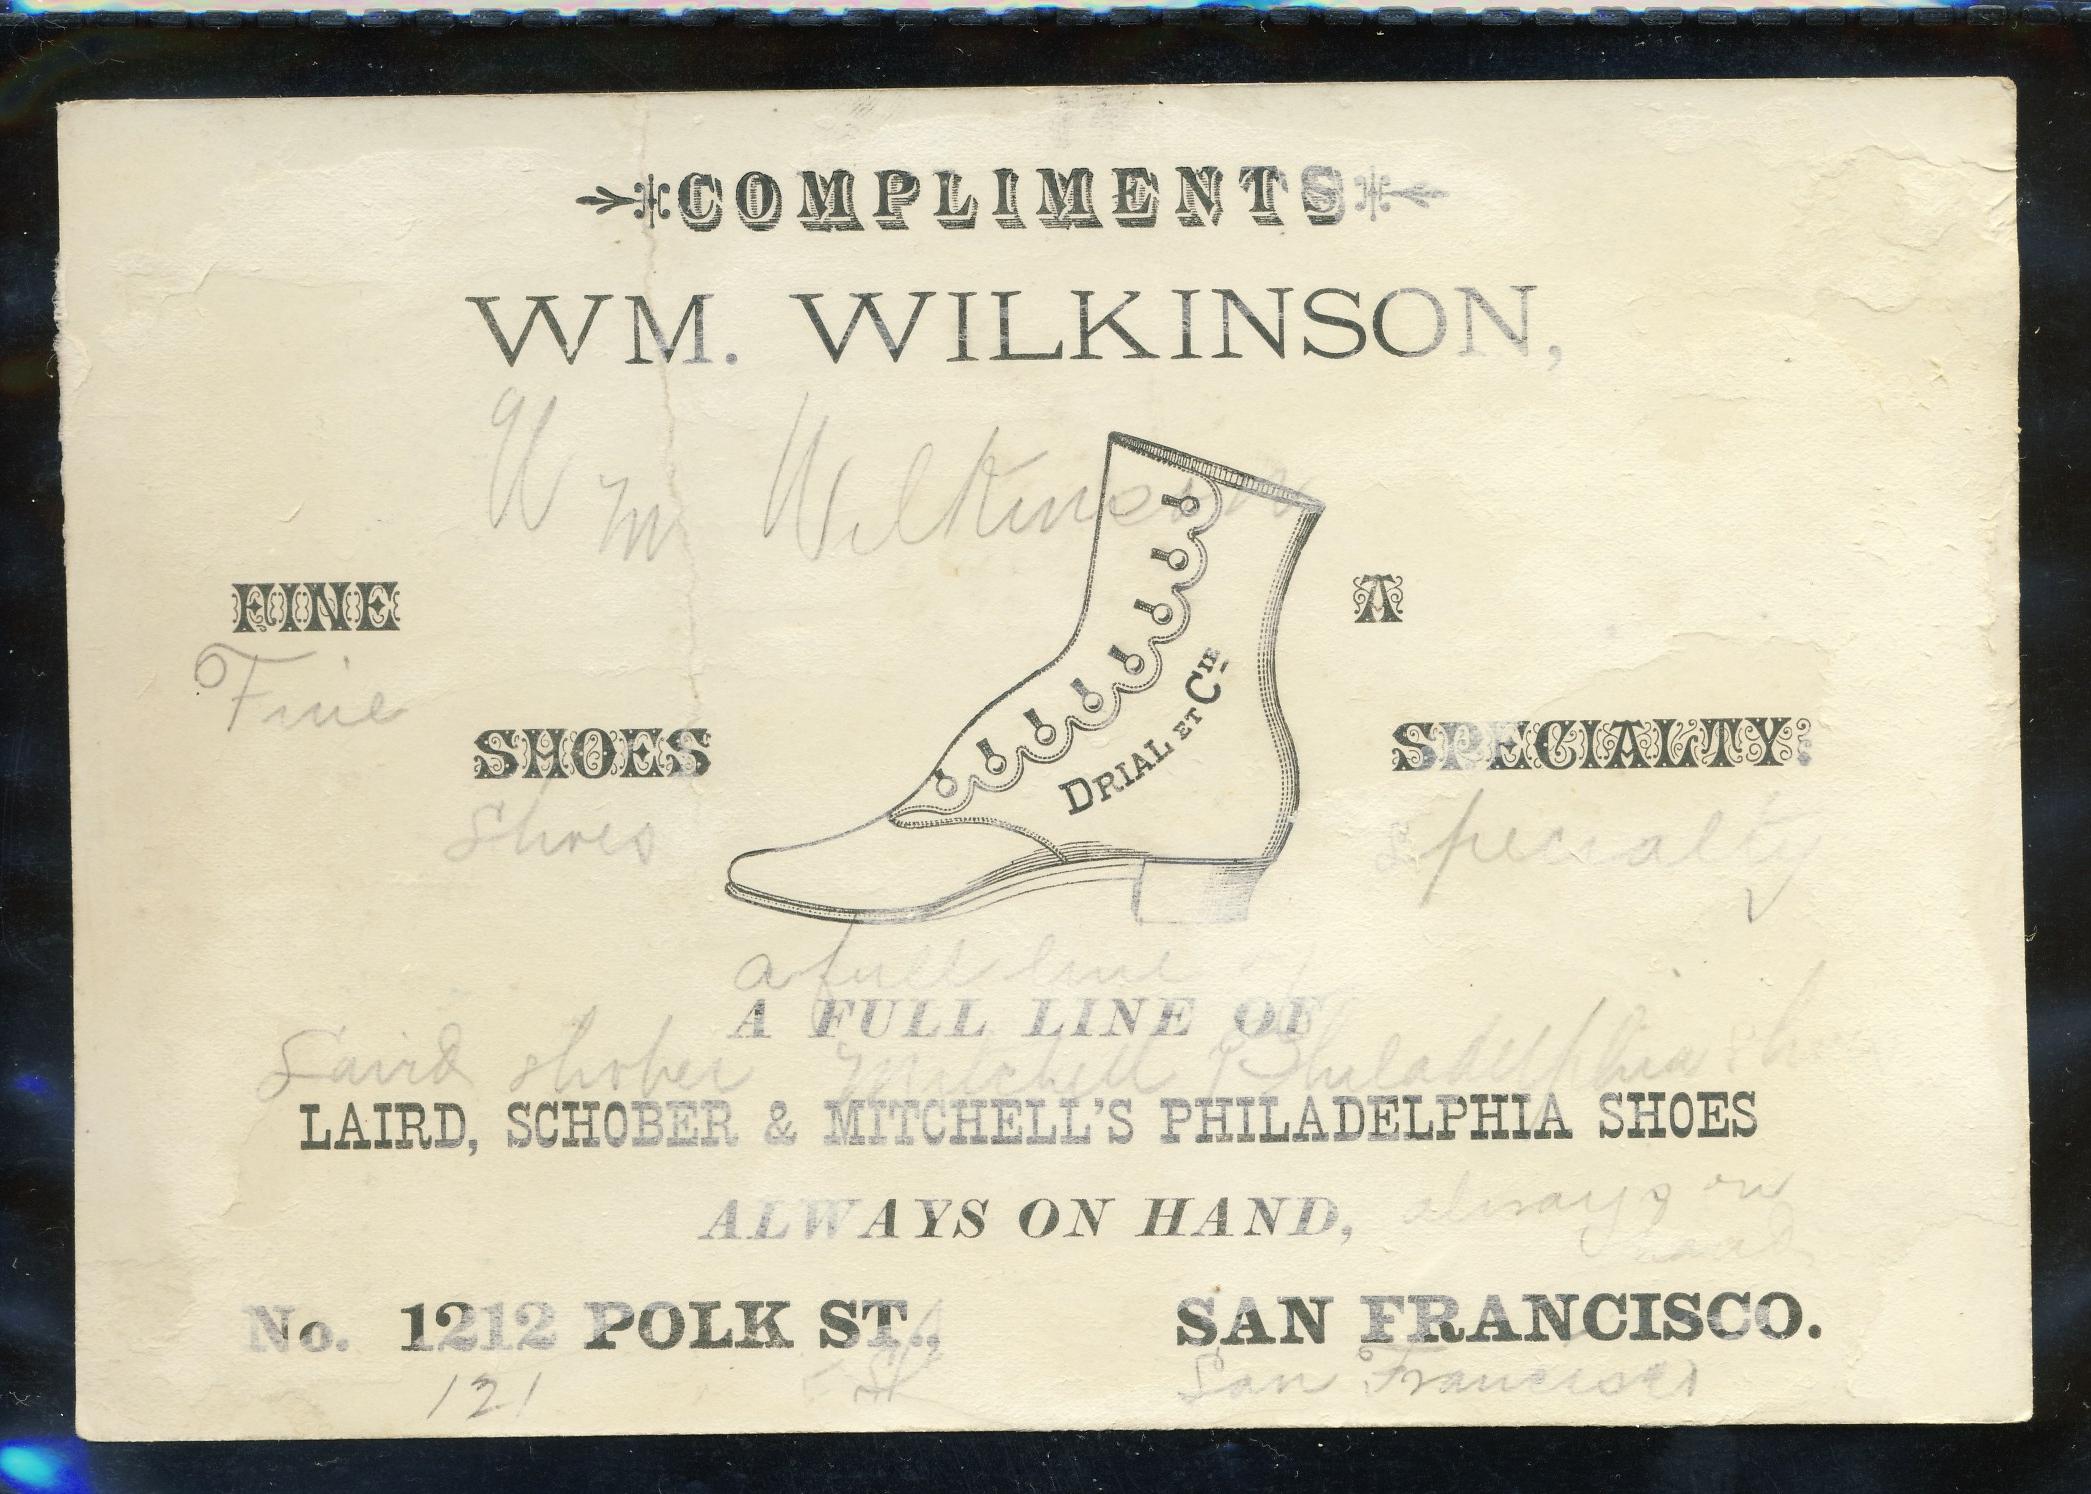 COMPLIMENTS
WM. WILKINSON,
Wm Wilkinson
FINE
A
Fine
SHOES
SPECIALTY:
Shoes
Specialty
DRIAL ET CIE
a full line of
A FULL LINE OF
Laird Shober Mitchell Philadelphia
LAIRD, SCHOBER & MITCHELL'S PHILADELPHIA SHOES
always on
ALWAYS ON HAND,
hand
No. 1212 POLK ST., SAN FRANCISCO.
121 St San Francisco